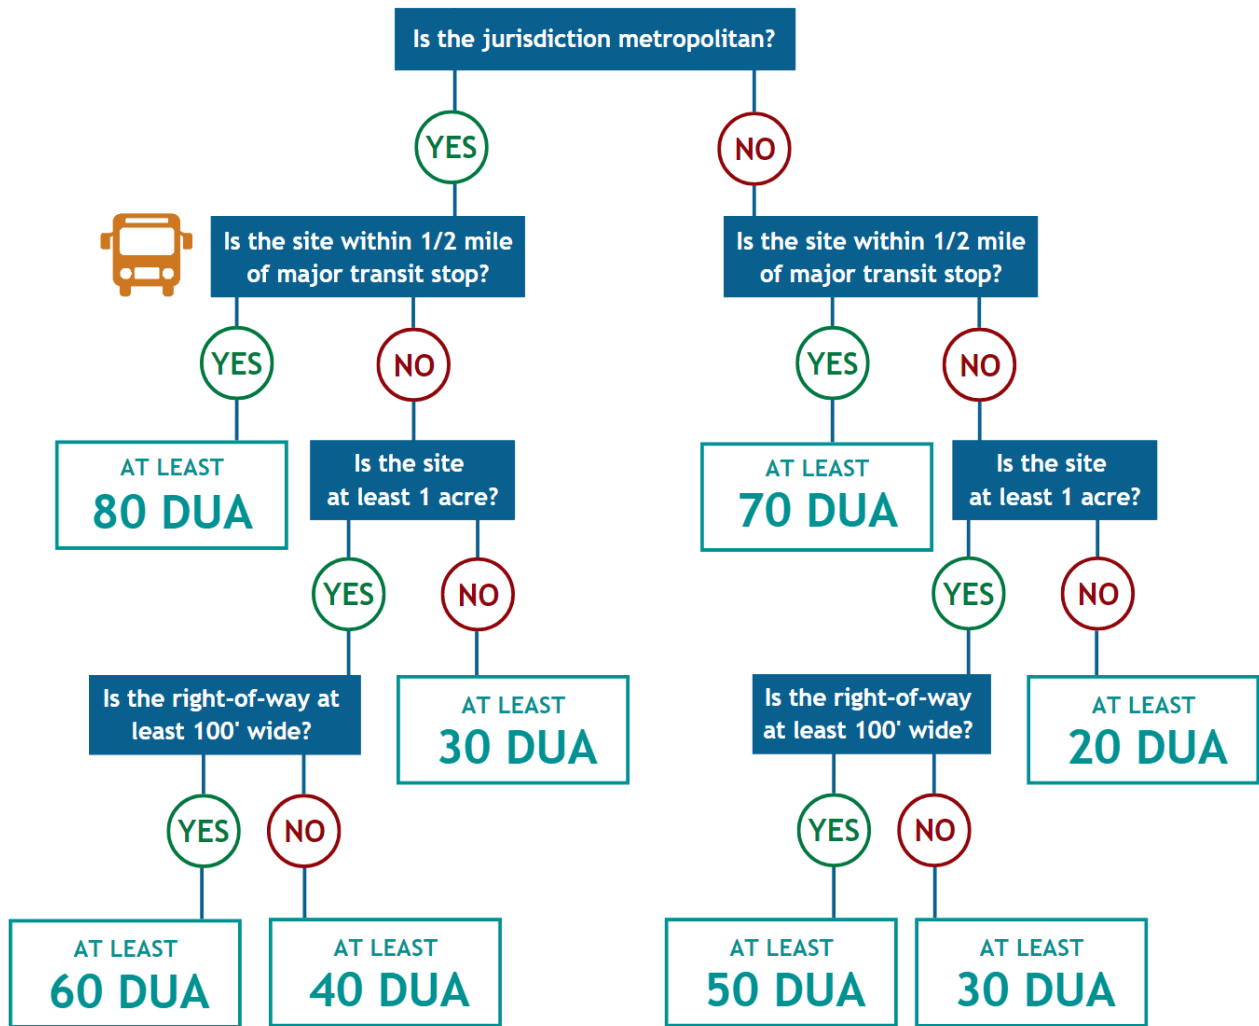 Is the jurisdiction metropolitan?
YES
NO
Is the site within 1/2 mile
of major transit stop?
Is the site within 1/2 mile
of major transit stop?
YES
NO
YES
NO
AT LEAST
80 DUA
Is the site
at least 1 acre?
AT LEAST
70 DUA
Is the site
at least 1 acre?
YES
NO
YES
NO
Is the right-of-way at
least 100' wide?
AT LEAST
30 DUA
Is the right-of-way
at least 100' wide?
AT LEAST
20 DUA
YES
NO
YES
NO
AT LEAST
60 DUA
AT LEAST
40 DUA
AT LEAST
50 DUA
AT LEAST
30 DUA